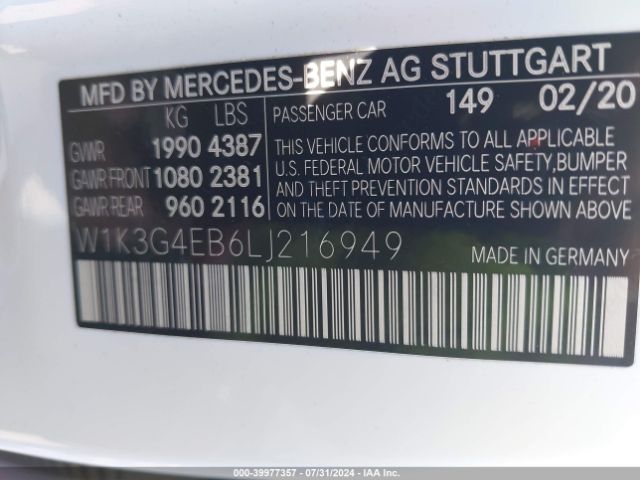 MFD BY MERCEDES-BENZ AG STUTTGART
KG LBS
PASSENGER CAR 149 02/20
GVWR 1990 4387
GAWR FRONT 1080 2381
GAWR REAR 960 2116
THIS VEHICLE CONFORMS TO ALL APPLICABLE
U.S. FEDERAL MOTOR VEHICLE SAFETY,BUMPER
AND THEFT PREVENTION STANDARDS IN EFFECT
ON THE DATE OF MANUFACTURE SHOWN ABOVE
W1K3G4EB6LJ216949
MADE IN GERMANY
000-39977357 | 07/31/2024 - IAA Inc.